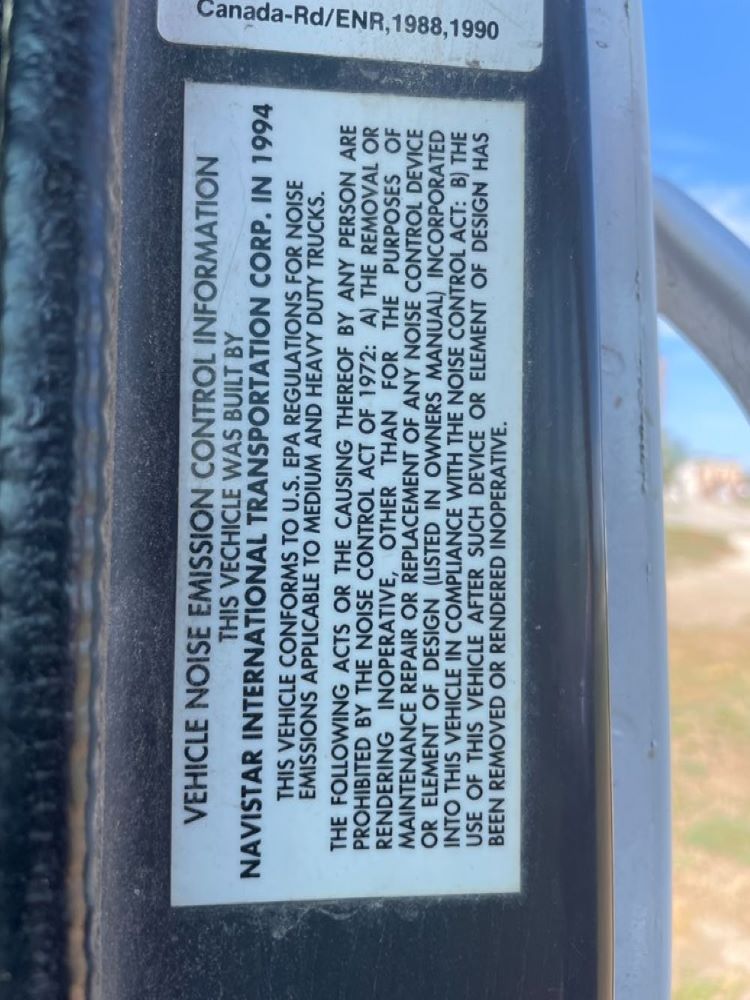 Canada-Rd/ENR,1988,1990
VEHICLE NOISE EMISSION CONTROL INFORMATION
THIS VECHICLE WAS BUILT BY
NAVISTAR INTERNATIONAL TRANSPORTATION CORP. IN 1994
THIS VEHICLE CONFORMS TO U.S. EPA REGULATIONS FOR NOISE
EMISSIONS APPLICABLE TO MEDIUM AND HEAVY DUTY TRUCKS.
THE FOLLOWING ACTS OR THE CAUSING THEREOF BY ANY PERSON ARE
PROHIBITED BY THE NOISE CONTROL ACT OF 1972: A) THE REMOVAL OR
RENDERING INOPERATIVE, OTHER THAN FOR THE PURPOSES OF
MAINTENANCE REPAIR OR REPLACEMENT OF ANY NOISE CONTROL DEVICE
OR ELEMENT OF DESIGN (LISTED IN OWNERS MANUAL) INCORPORATED
INTO THIS VEHICLE IN COMPLIANCE WITH THE NOISE CONTROL ACT: B) THE
USE OF THIS VEHICLE AFTER SUCH DEVICE OR ELEMENT OF DESIGN HAS
BEEN REMOVED OR RENDERED INOPERATIVE.